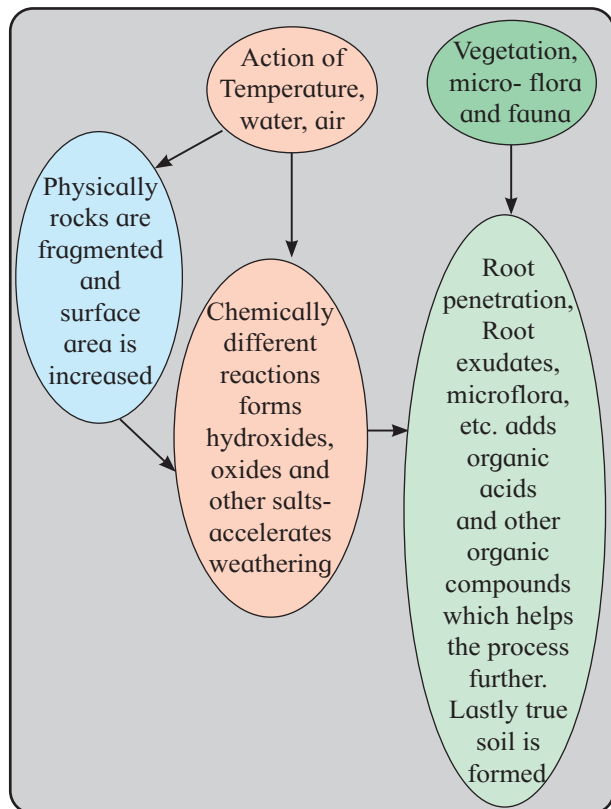 Action of
Temperature,
water, air
Vegetation,
micro- flora
and fauna
Physically
rocks are
fragmented
and
surface
area is
increased
Chemically
different
reactions
forms
hydroxides,
oxides and
other salts-
accelerates
weathering
Root
penetration,
Root
exudates,
microflora,
etc. adds
organic
acids
and other
organic
compounds
which helps
the process
further.
Lastly true
soil is
formed